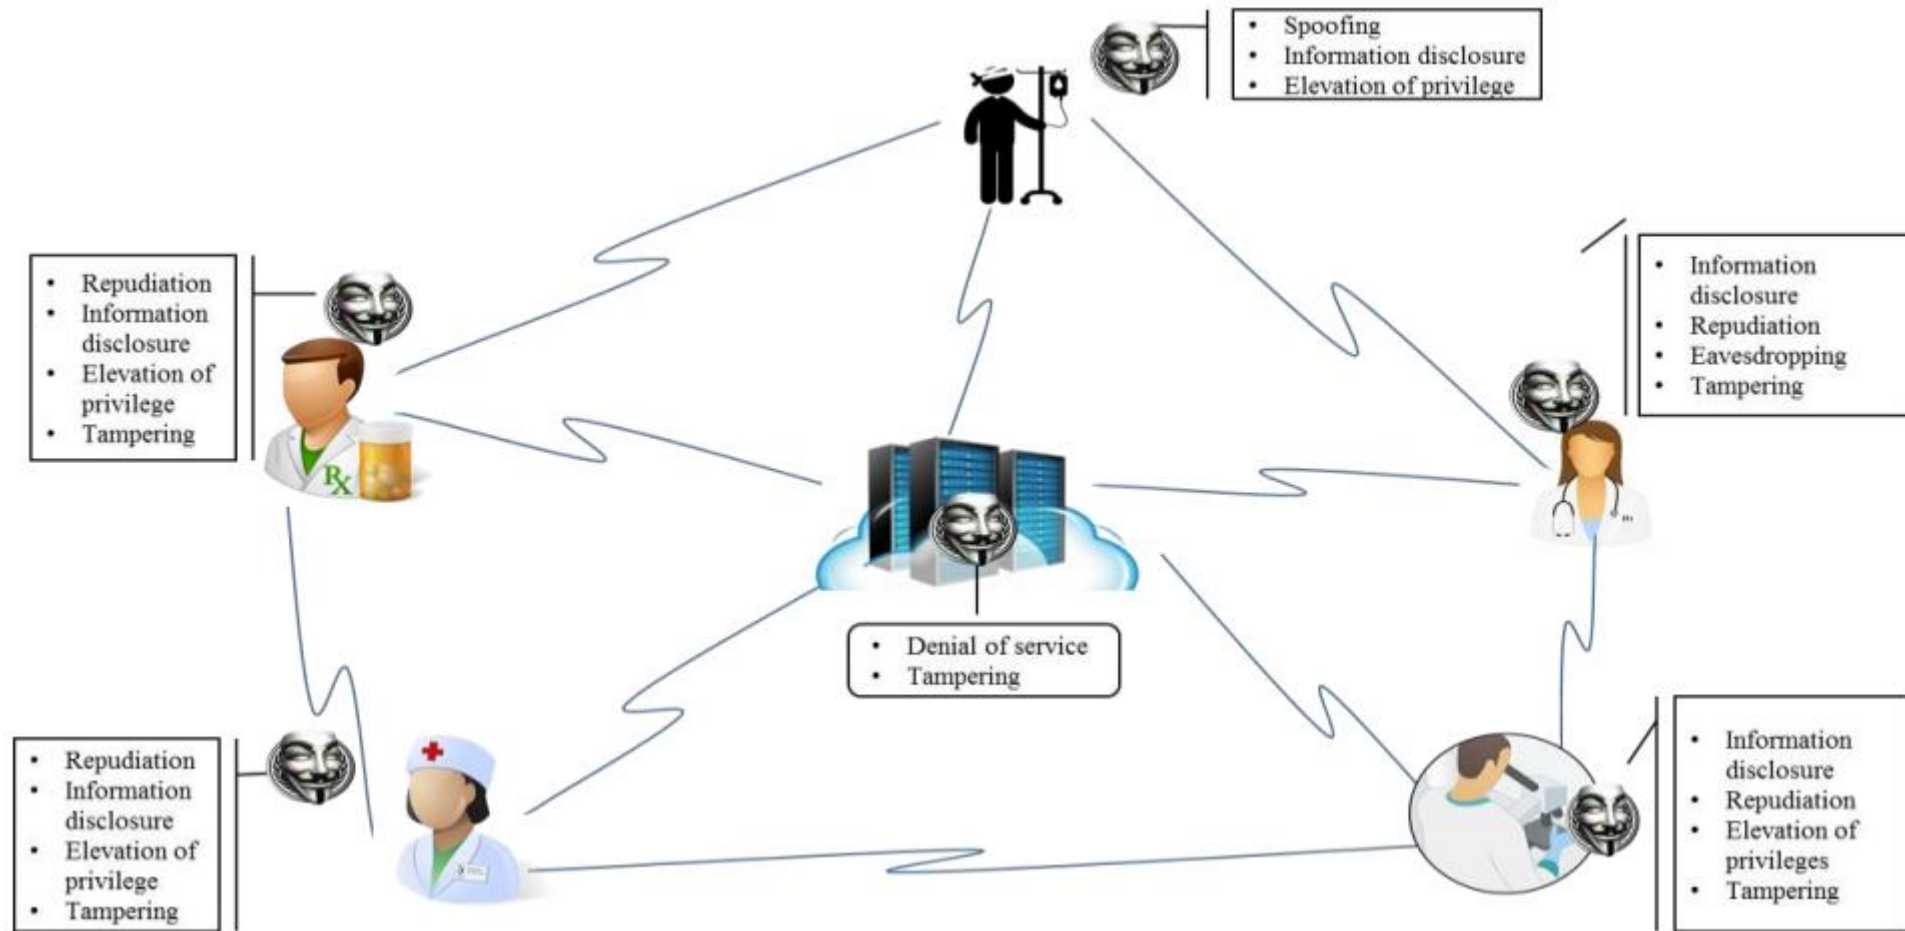 • Spoofing
• Information disclosure
• Elevation of privilege
• Repudiation
• Information
disclosure
• Elevation of
privilege
• Tampering
• Information
disclosure
• Repudiation
• Eavesdropping
• Tampering
RX
• Denial of service
• Tampering
• Repudiation
• Information
disclosure
• Elevation of
privilege
• Tampering
• Information
disclosure
• Repudiation
• Elevation of
privileges
• Tampering